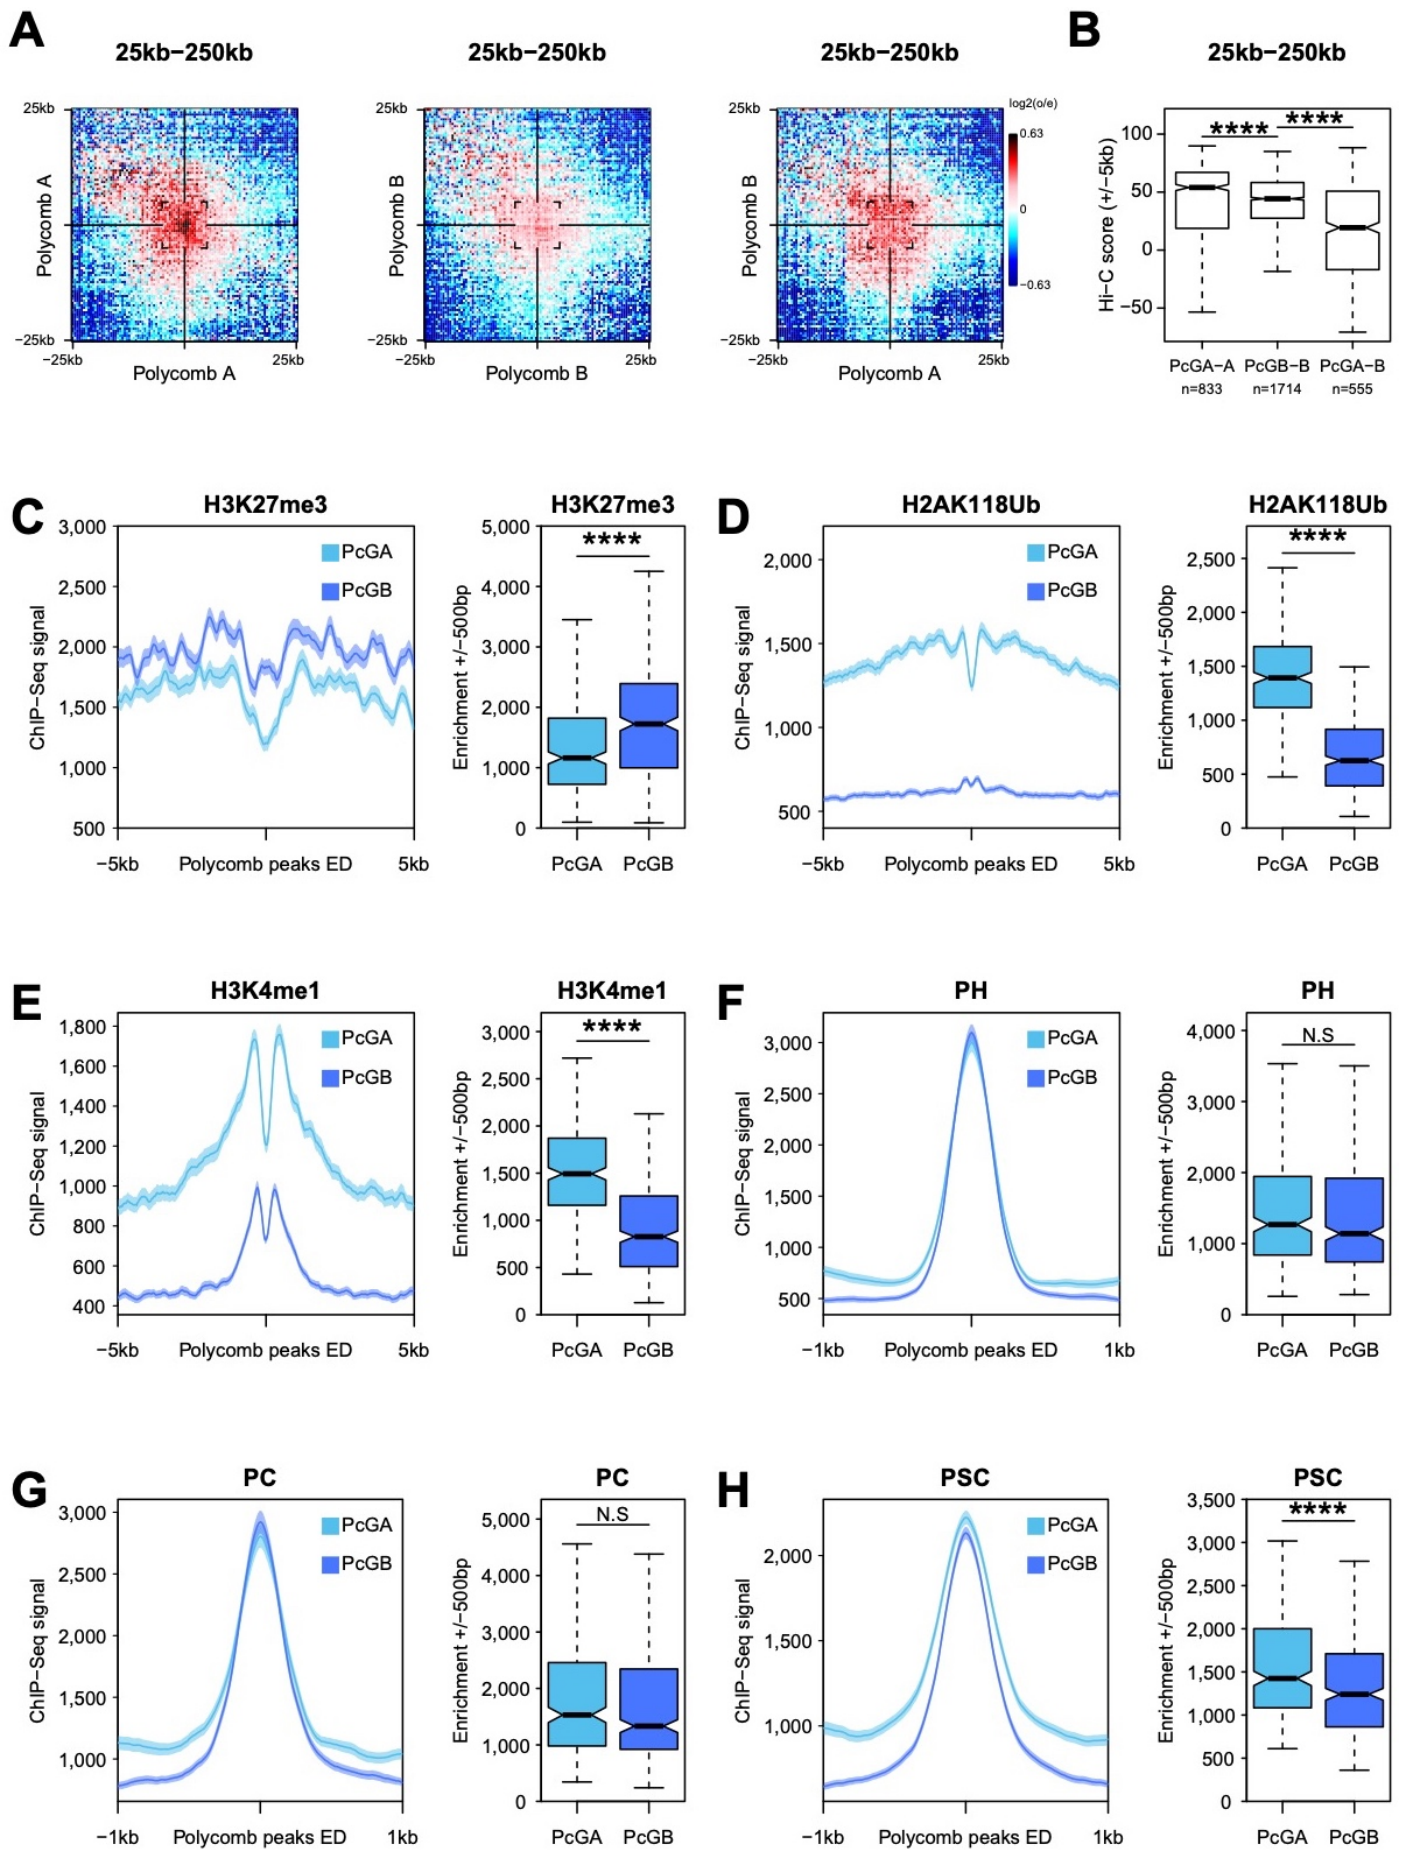 A
25kb−250kb
25kb
Polycomb A
−25kb
−25kb
25kb
Polycomb A
25kb−250kb
25kb
Polycomb B
−25kb
−25kb
25kb
Polycomb B
25kb−250kb
25kb
Polycomb B
−25kb
−25kb
25kb
Polycomb A
log2(o/e)
0.63
0
−0.63
B
25kb−250kb
Hi−C score (+/−5kb)
100
50
0
−50
****
****
PcGA−A PcGB−B PcGA−B
n=833 n=1714 n=555
C
H3K27me3
ChIP−Seq signal
3,000
2,500
2,000
1,500
1,000
500
PcGA
PcGB
−5kb Polycomb peaks ED 5kb
H3K27me3
Enrichment +/−500bp
5,000
4,000
3,000
2,000
1,000
0
****
PcGA PcGB
D
H2AK118Ub
ChIP−Seq signal
2,000
1,500
1,000
500
PcGA
PcGB
−5kb Polycomb peaks ED 5kb
H2AK118Ub
Enrichment +/−500bp
2,500
2,000
1,500
1,000
500
0
****
PcGA PcGB
E
H3K4me1
ChIP−Seq signal
1,800
1,600
1,400
1,200
1,000
800
600
400
PcGA
PcGB
−5kb Polycomb peaks ED 5kb
H3K4me1
Enrichment +/−500bp
3,000
2,500
2,000
1,500
1,000
500
0
****
PcGA PcGB
F
PH
ChIP−Seq signal
3,000
2,500
2,000
1,500
1,000
500
PcGA
PcGB
−1kb Polycomb peaks ED 1kb
PH
Enrichment +/−500bp
4,000
3,000
2,000
1,000
0
N.S
PcGA PcGB
G
PC
ChIP−Seq signal
3,000
2,500
2,000
1,500
1,000
PcGA
PcGB
−1kb Polycomb peaks ED 1kb
PC
Enrichment +/−500bp
5,000
4,000
3,000
2,000
1,000
0
N.S
PcGA PcGB
H
PSC
ChIP−Seq signal
2,000
1,500
1,000
PcGA
PcGB
−1kb Polycomb peaks ED 1kb
PSC
Enrichment +/−500bp
3,500
3,000
2,500
2,000
1,500
1,000
500
0
****
PcGA PcGB